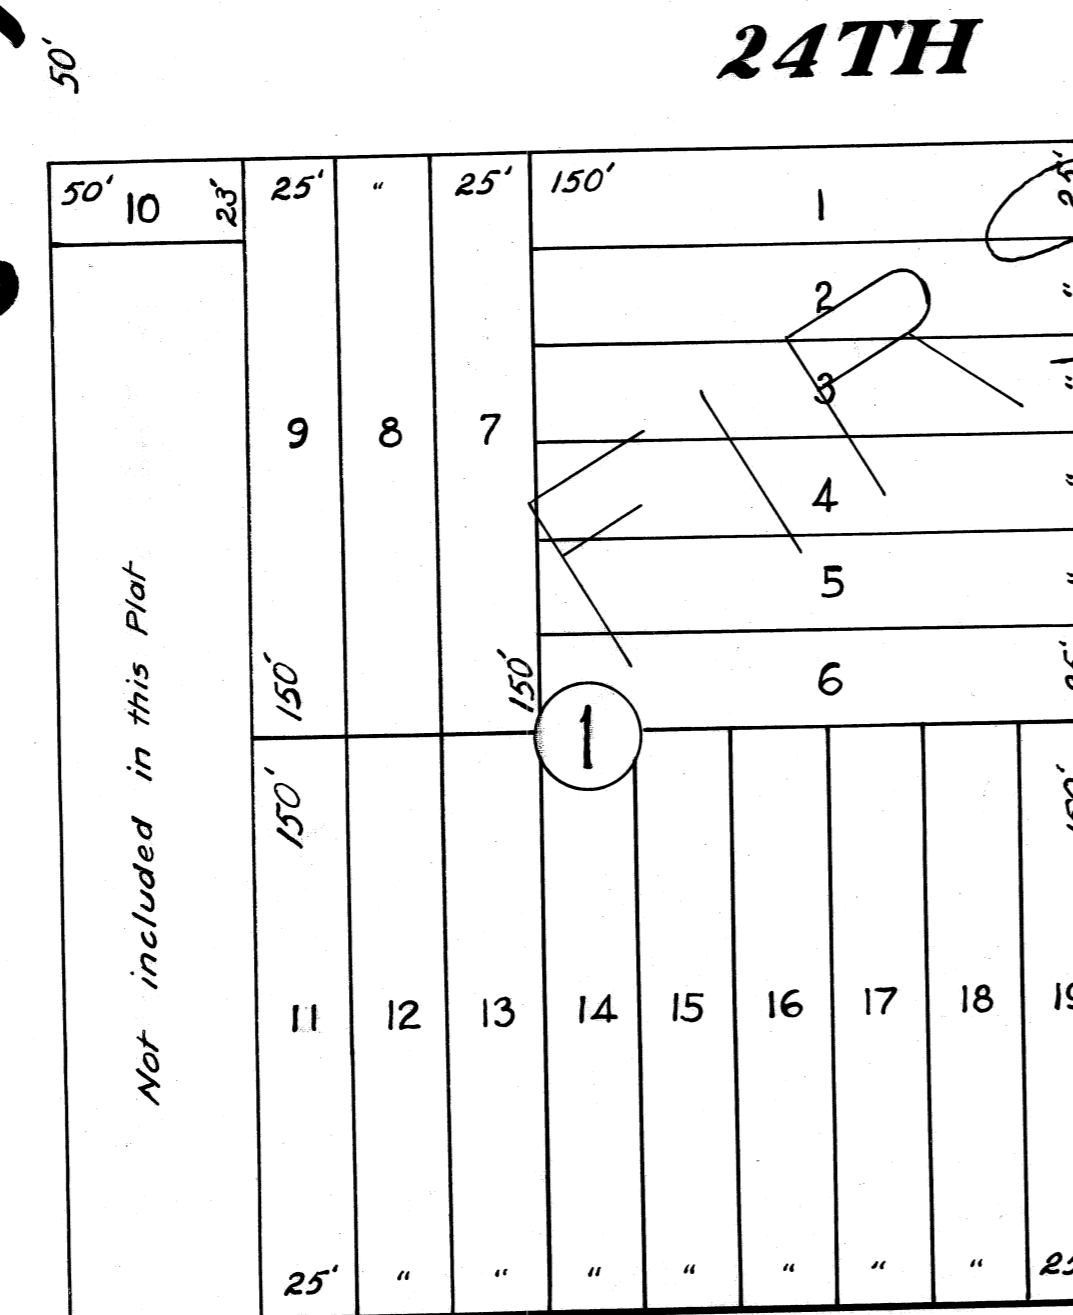 24TH
50'
50' 10 23' 25' " 25' 150' 1 25'
2 "
3 "
9 8 7
4 "
5 "
6
150' 150'
1
150'
Not included in this Plat
11 12 13 14 15 16 17 18
25' " " " " " " "